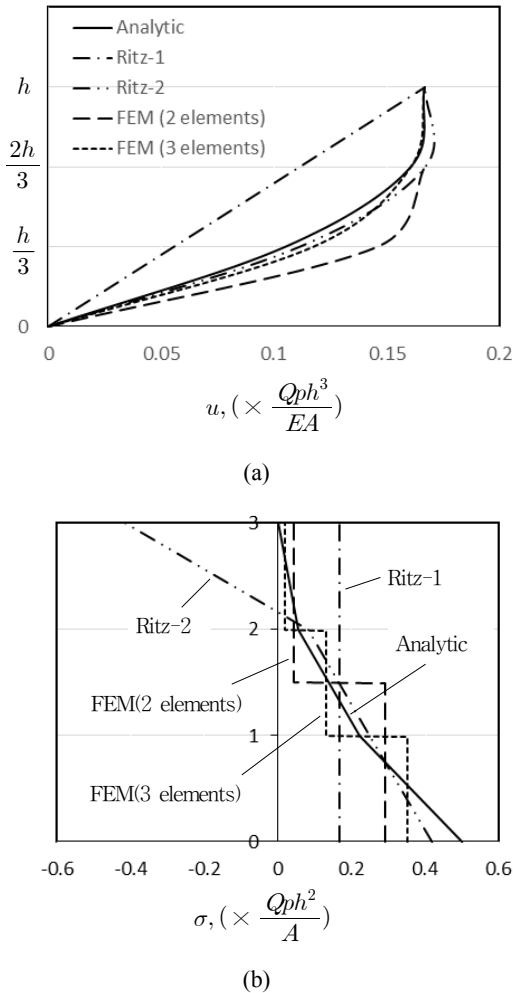 Analytic
Ritz-1
Ritz-2
FEM (2 elements)
FEM (3 elements)
h
2h/3
h/3
0
0 0.05 0.1 0.15 0.2
u, (× Qph³/EA)
(a)
3
Ritz-1
Ritz-2
2
Analytic
FEM(2 elements)
1
FEM(3 elements)
0
-0.6 -0.4 -0.2 0 0.2 0.4 0.6
σ, (× Qph²/A)
(b)